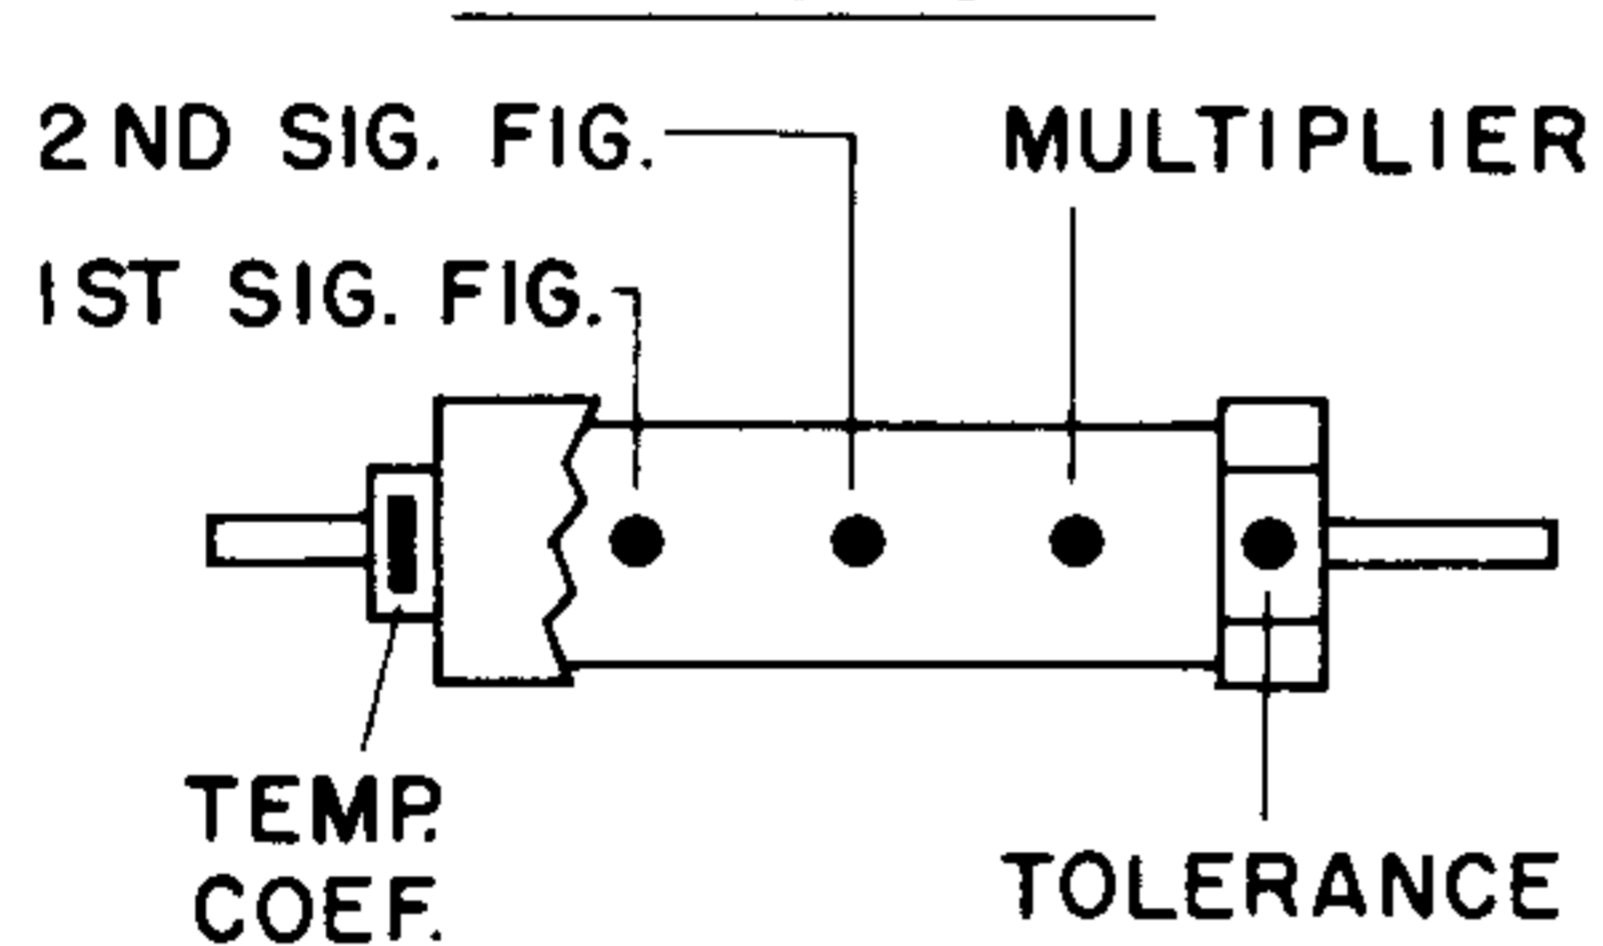 2ND SIG. FIG.
MULTIPLIER
1ST SIG. FIG.
TEMP.
COEF.
TOLERANCE